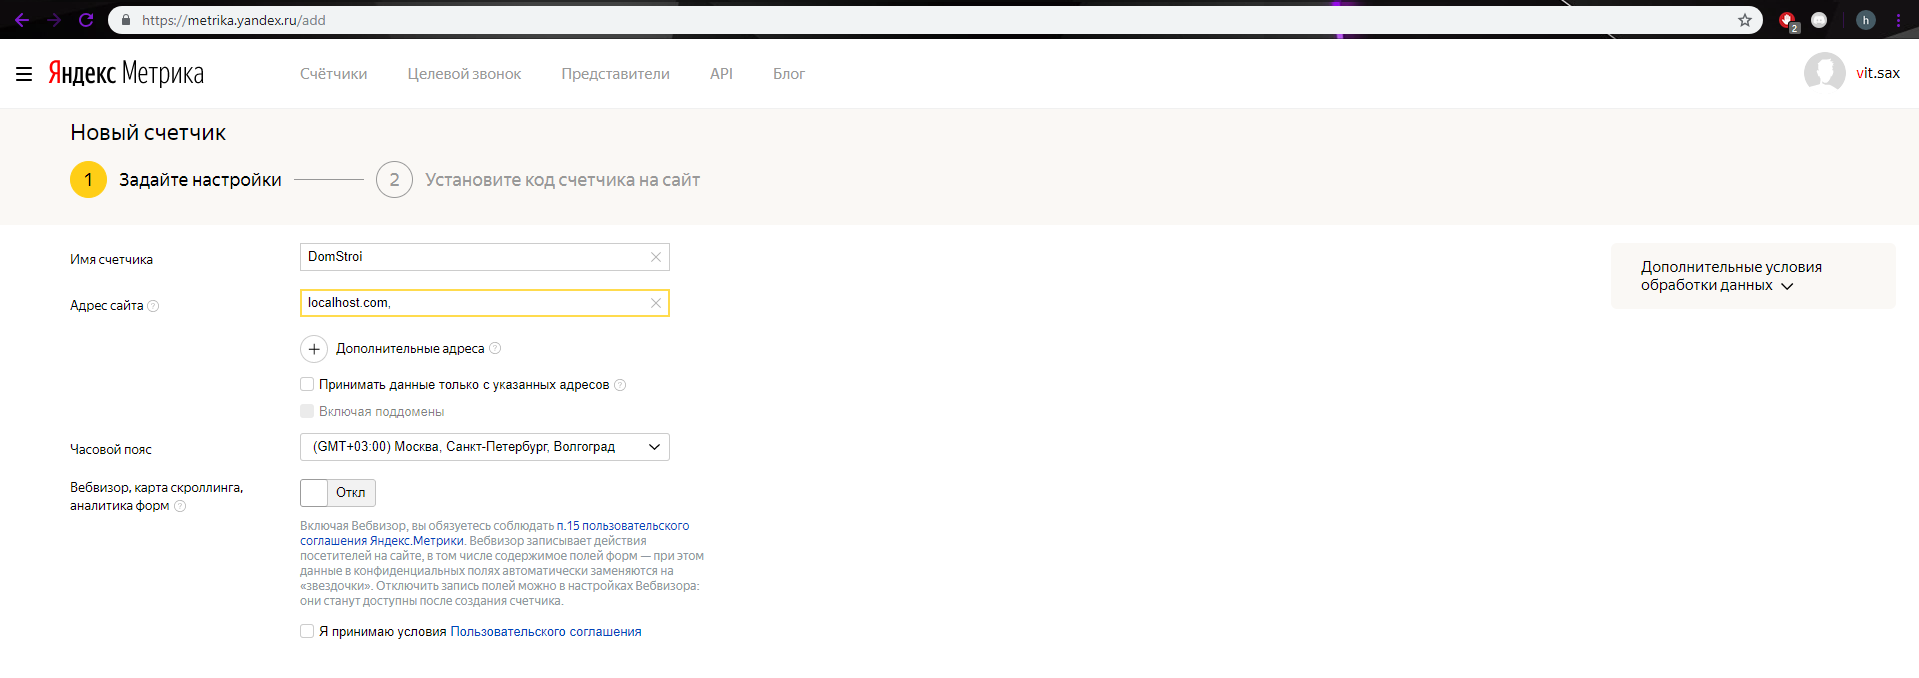 https://metrika.yandex.ru/add
2
h
Яндекс Метрика
Счётчики
Целевой звонок
Представители
API
Блог
vit.sax
Новый счетчик
1 Задайте настройки
2 Установите код счетчика на сайт
Имя счетчика
DomStroi
Дополнительные условия
обработки данных
Адрес сайта ?
localhost.com,
+ Дополнительные адреса ?
Принимать данные только с указанных адресов ?
Включая поддомены
Часовой пояс
(GMT+03:00) Москва, Санкт-Петербург, Волгоград
Вебвизор, карта скроллинга,
аналитика форм ?
Откл
Включая Вебвизор, вы обязуетесь соблюдать п.15 пользовательского
соглашения Яндекс.Метрики. Вебвизор записывает действия
посетителей на сайте, в том числе содержимое полей форм — при этом
данные в конфиденциальных полях автоматически заменяются на
«звездочки». Отключить запись полей можно в настройках Вебвизора:
они станут доступны после создания счетчика.
Я принимаю условия Пользовательского соглашения